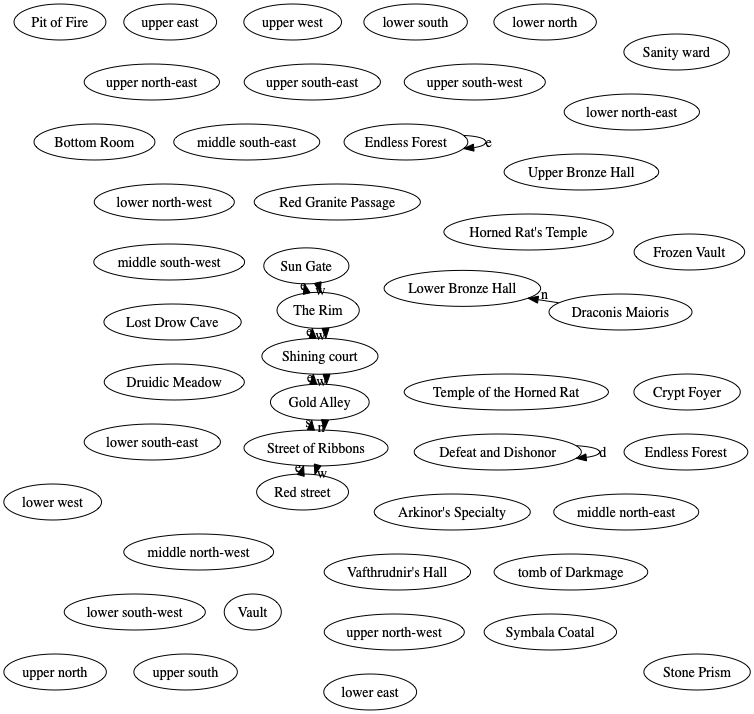 Pit of Fire
upper east
upper west
lower south
lower north
Sanity ward
upper north-east
upper south-east
upper south-west
lower north-east
Bottom Room
middle south-east
Endless Forest
e
Upper Bronze Hall
lower north-west
Red Granite Passage
Horned Rat's Temple
Frozen Vault
middle south-west
Sun Gate
e
w
Lower Bronze Hall
n
The Rim
Draconis Maioris
Lost Drow Cave
e
w
Sliding court
Druidic Meadow
e
w
Gold Alley
Temple of the Horned Rat
Crypt Foyer
s
n
lower south-east
Street of Ribbons
Defeat and Dishonor
d
Endless Forest
e
w
Red street
lower west
Arkinor's Specialty
middle north-east
middle north-west
Vafthrudnir's Hall
tomb of Darkmage
lower south-west
Vault
upper north-west
Symbala Coatal
upper north
upper south
Stone Prism
lower east